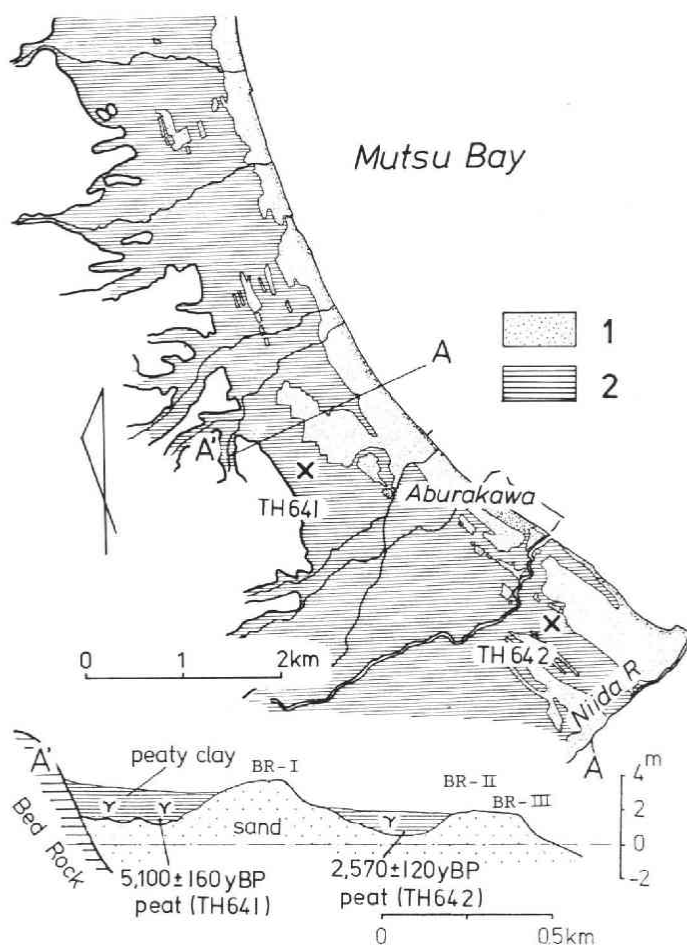 Mutsu Bay
1
2
A
A'
TH641
Aburakawa
0 1 2km
TH642
Niida R
A
A'
peaty clay
BR-I
BR-II
BR-III
4m
2
0
-2
Bed Rock
sand
5,100±160yBP
peat (TH641)
2,570±120yBP
peat (TH642)
0 0.5km